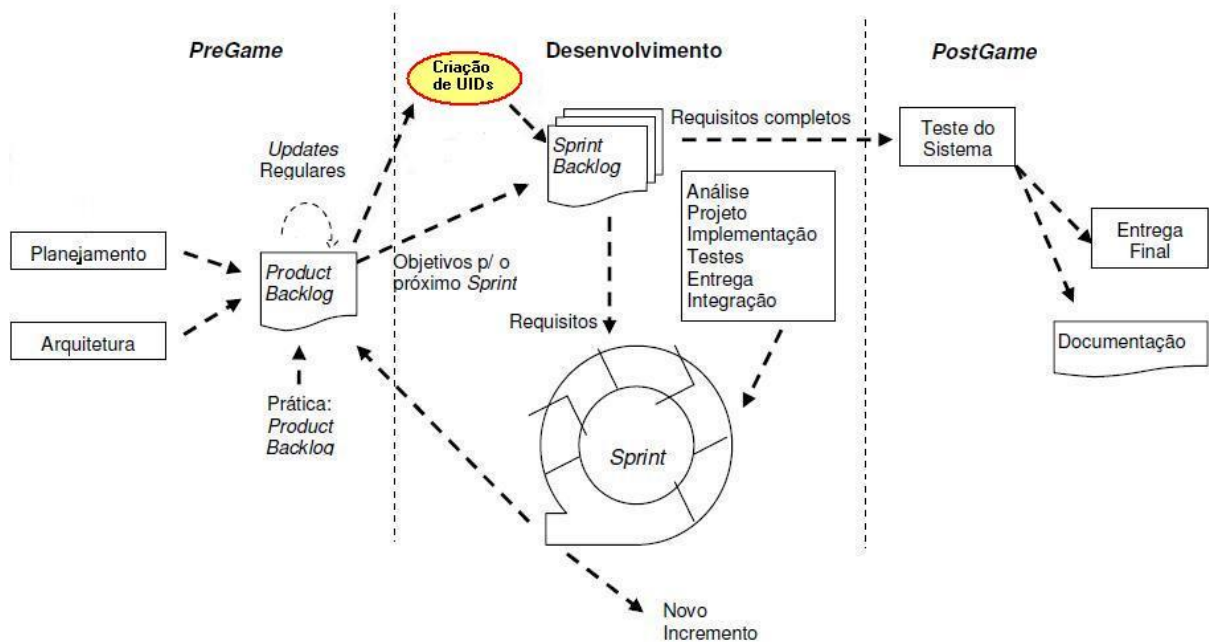 PreGame
Desenvolvimento
PostGame
Criação
de UIDs
Updates
Regulares
Sprint
Backlog
Requisitos completos
Teste do
Sistema
Planejamento
Arquitetura
Product
Backlog
Objetivos p/ o
próximo Sprint
Análise
Projeto
Implementação
Testes
Entrega
Integração
Entrega
Final
Documentação
Requisitos
Prática:
Product
Backlog
Sprint
Novo
Incremento